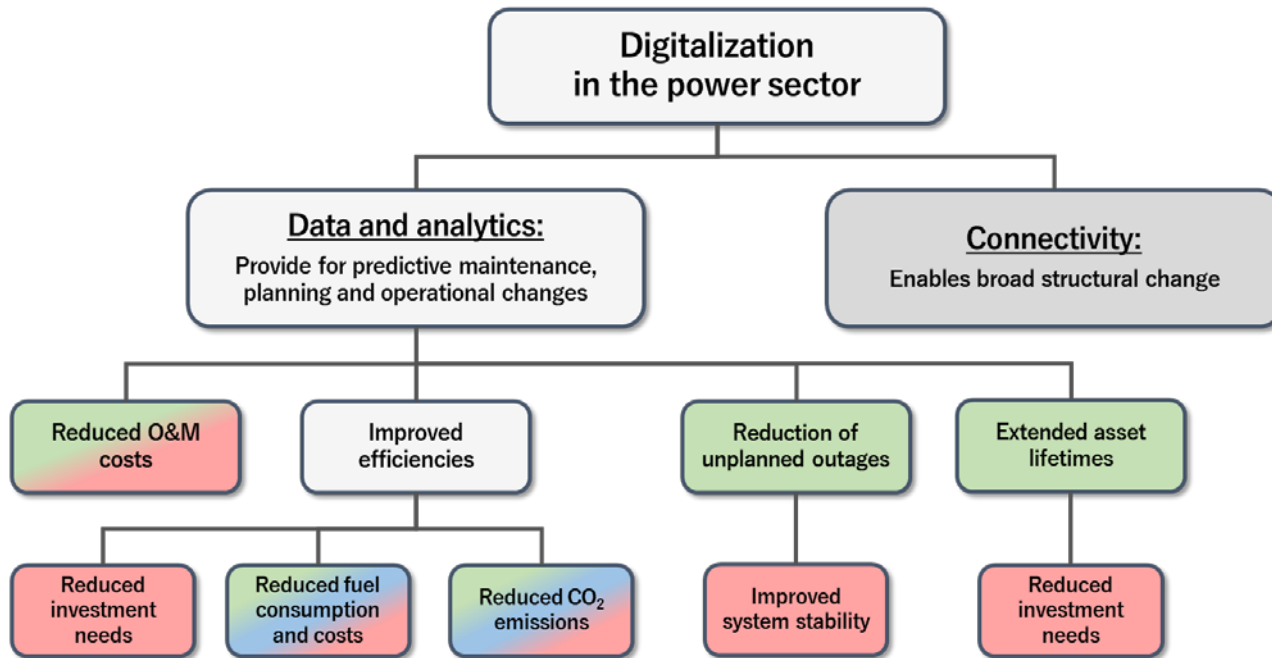 Digitalization
in the power sector
Data and analytics:
Provide for predictive maintenance,
planning and operational changes
Connectivity:
Enables broad structural change
Reduced O&M
costs
Improved
efficiencies
Reduction of
unplanned outages
Extended asset
lifetimes
Reduced
investment
needs
Reduced fuel
consumption
and costs
Reduced CO₂
emissions
Improved
system stability
Reduced
investment
needs